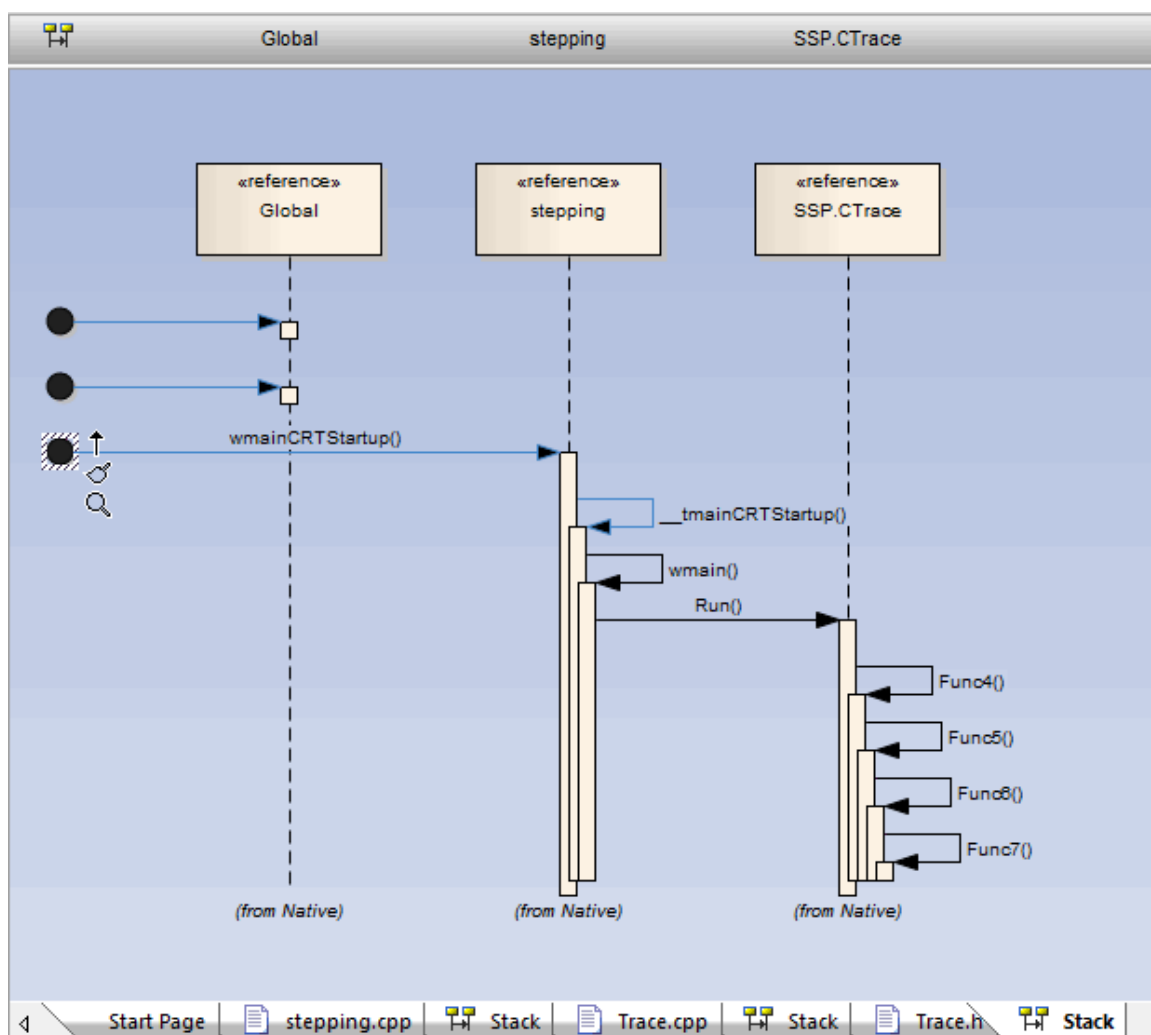 Global stepping SSP.CTrace
«reference» «reference» «reference»
Global stepping SSP.CTrace
wmainCRTStartup()
__tmainCRTStartup()
wmain()
Run()
Func4()
Func5()
Func6()
Func7()
(from Native) (from Native) (from Native)
Start Page stepping.cpp Stack Trace.cpp Stack Trace.h Stack